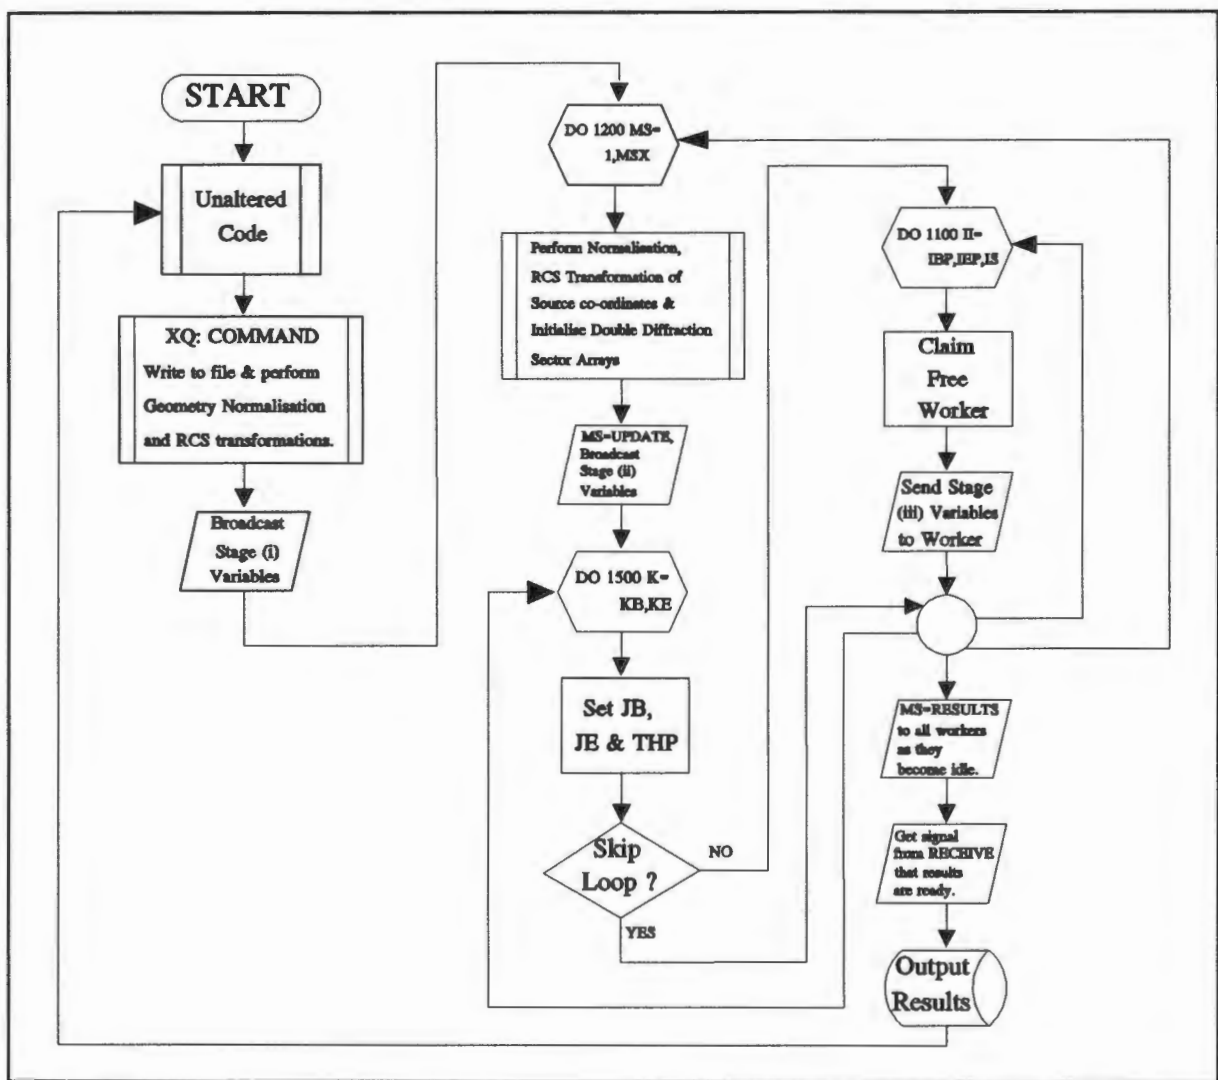 START
Unaltered
Code
XQ: COMMAND
Write to file & perform
Geometry Normalisation
and RCS transformations.
Broadcast
Stage (i)
Variables
DO 1200 MS=
1,MSX
Perform Normalisation,
RCS Transformation of
Source co-ordinates &
Initialise Double Diffraction
Sector Arrays
MS=UPDATE,
Broadcast
Stage (ii)
Variables
DO 1500 K=
KB,KE
Set JB,
JE & THP
Skip
Loop ?
NO
YES
DO 1100 II=
IBP,IEP,IS
Claim
Free
Worker
Send Stage
(iii) Variables
to Worker
MS=RESULTS
to all workers
as they
become idle.
Get signal
from RECEIVE
that results
are ready.
Output
Results